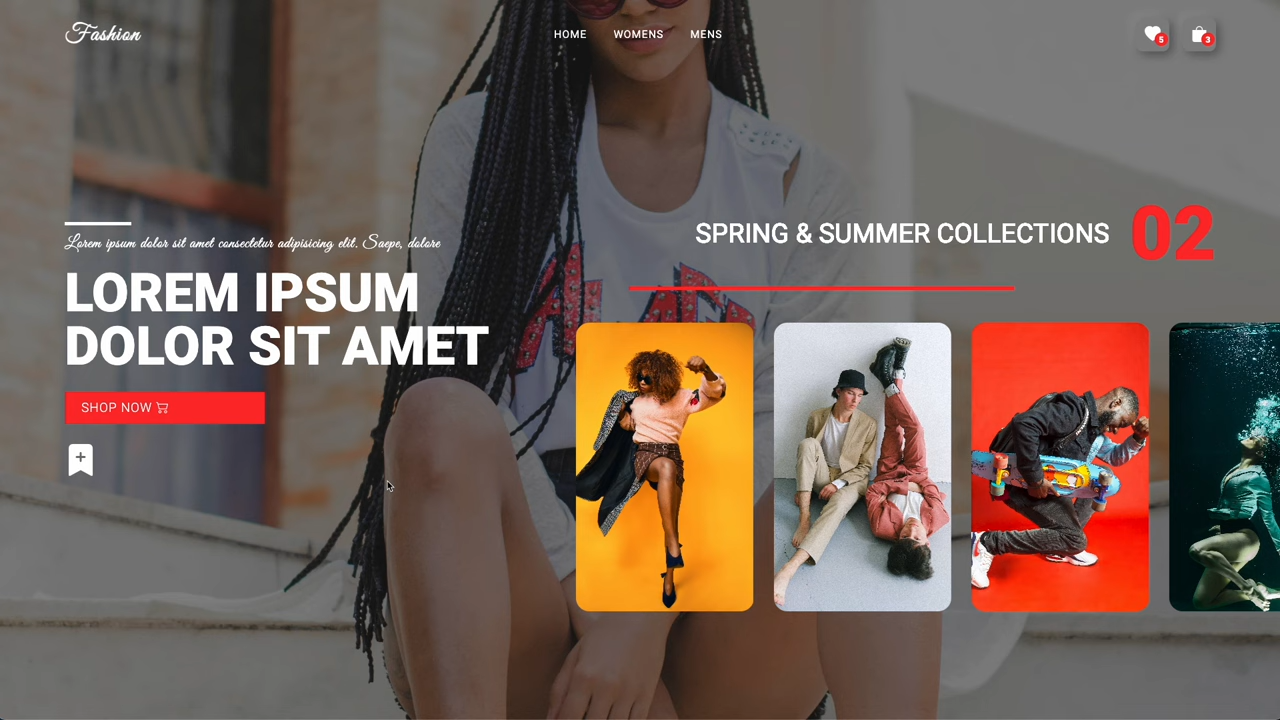 Fashion
HOME WOMENS MENS
5
3
Lorem ipsum dolor sit amet consectetur adipisicing elit. Saepe, dolore
LOREM IPSUM
DOLOR SIT AMET
SHOP NOW
SPRING & SUMMER COLLECTIONS 02